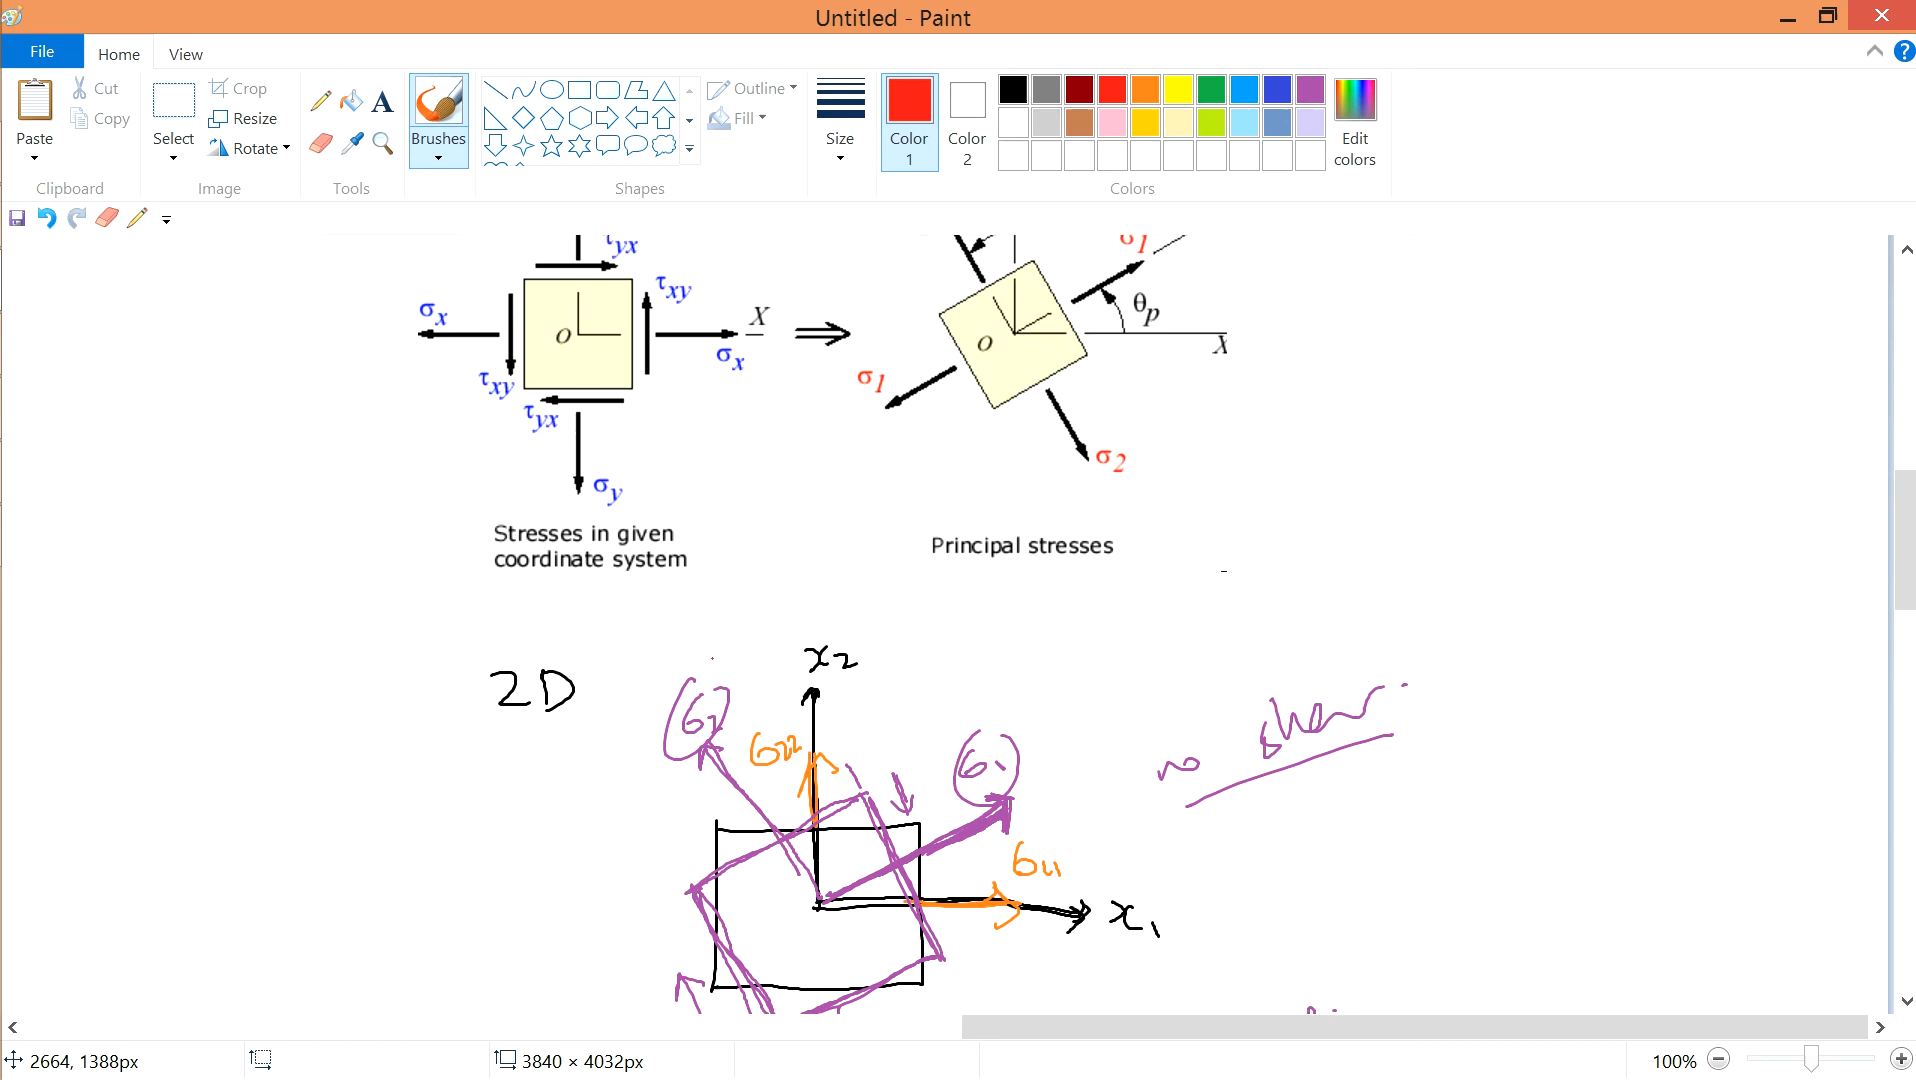 Untitled - Paint
File Home View
Cut
Copy
Paste
Clipboard
Crop
Resize
Rotate
Select
Image
A
Tools
Brushes
Outline
Fill
Shapes
Size
Color 1
Color 2
Edit colors
Colors
τyx
τxy
σx
X
σx
τxy
τyx
σy
O
Stresses in given
coordinate system
σ1
θp
X
O
σ1
σ2
Principal stresses
2D
x2
σ2
σ22
σ1
σ11
x1
no shear
2664, 1388px
3840 × 4032px
100%